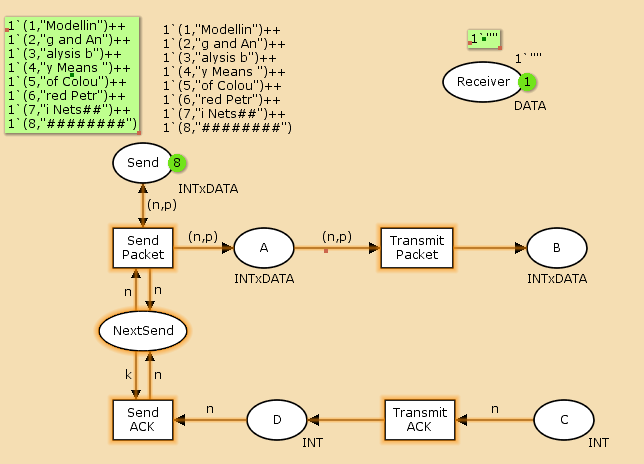 1`(1,"Modellin")++
1`(2,"g and An")++
1`(3,"alysis b")++
1`(4,"y Means ")++
1`(5,"of Colou")++
1`(6,"red Petr")++
1`(7,"i Nets##")++
1`(8,"########")
1`(1,"Modellin")++
1`(2,"g and An")++
1`(3,"alysis b")++
1`(4,"y Means ")++
1`(5,"of Colou")++
1`(6,"red Petr")++
1`(7,"i Nets##")++
1`(8,"########")
1`""
1`""
Receiver
1
DATA
Send
8
INTxDATA
(n,p)
Send
Packet
(n,p)
A
INTxDATA
(n,p)
Transmit
Packet
B
INTxDATA
n
n
NextSend
k
n
Send
ACK
n
D
INT
Transmit
ACK
n
C
INT